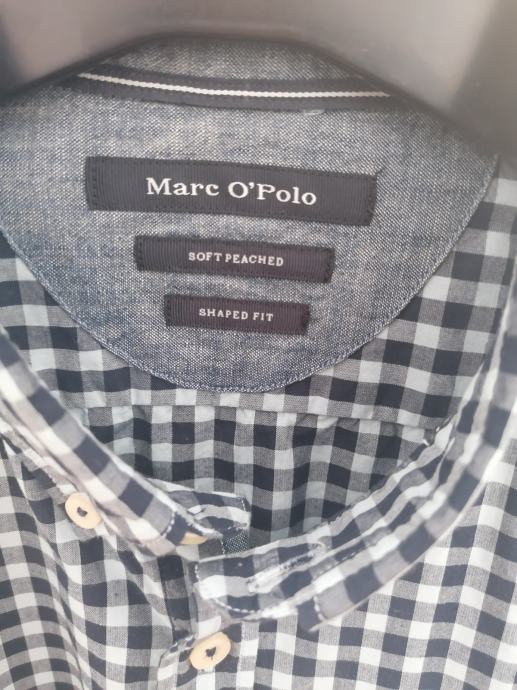 Marc O'Polo
SOFT PEACHED
SHAPED FIT